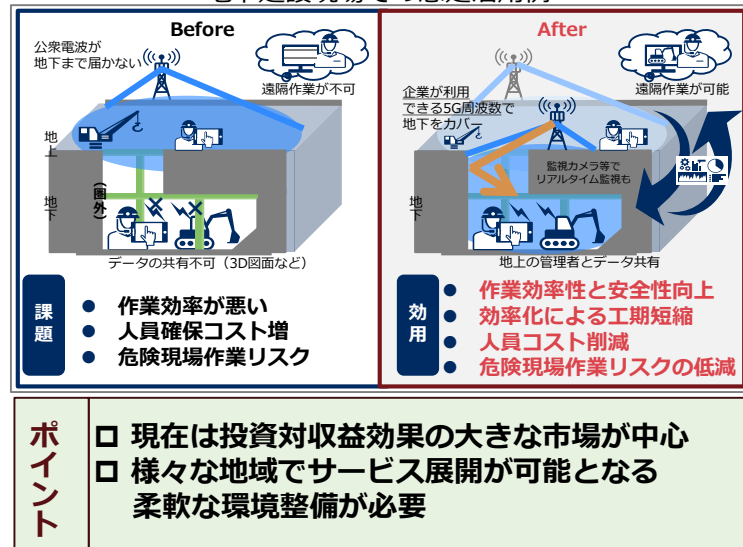 Before
公衆電波が
地下まで届かない
遠隔作業が不可
地上
(圏外)
地下
データの共有不可（3D図面など）
課題
● 作業効率が悪い
● 人員確保コスト増
● 危険現場作業リスク
After
企業が利用
できる5G周波数で
地下をカバー
遠隔作業が可能
監視カメラ等で
リアルタイム監視も
地上
地下
地上の管理者とデータ共有
効用
● 作業効率性と安全性向上
● 効率化による工期短縮
● 人員コスト削減
● 危険現場作業リスクの低減
ポイント
□ 現在は投資対収益効果の大きな市場が中心
□ 様々な地域でサービス展開が可能となる
柔軟な環境整備が必要